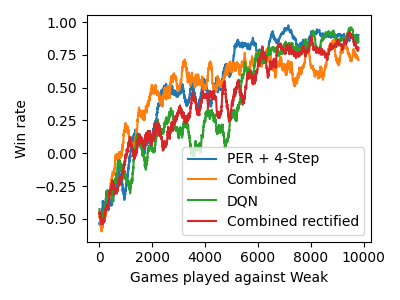 1.00
0.75
0.50
0.25
0.00
−0.25
−0.50
Win rate
PER + 4-Step
Combined
DQN
Combined rectified
0 2000 4000 6000 8000 10000
Games played against Weak